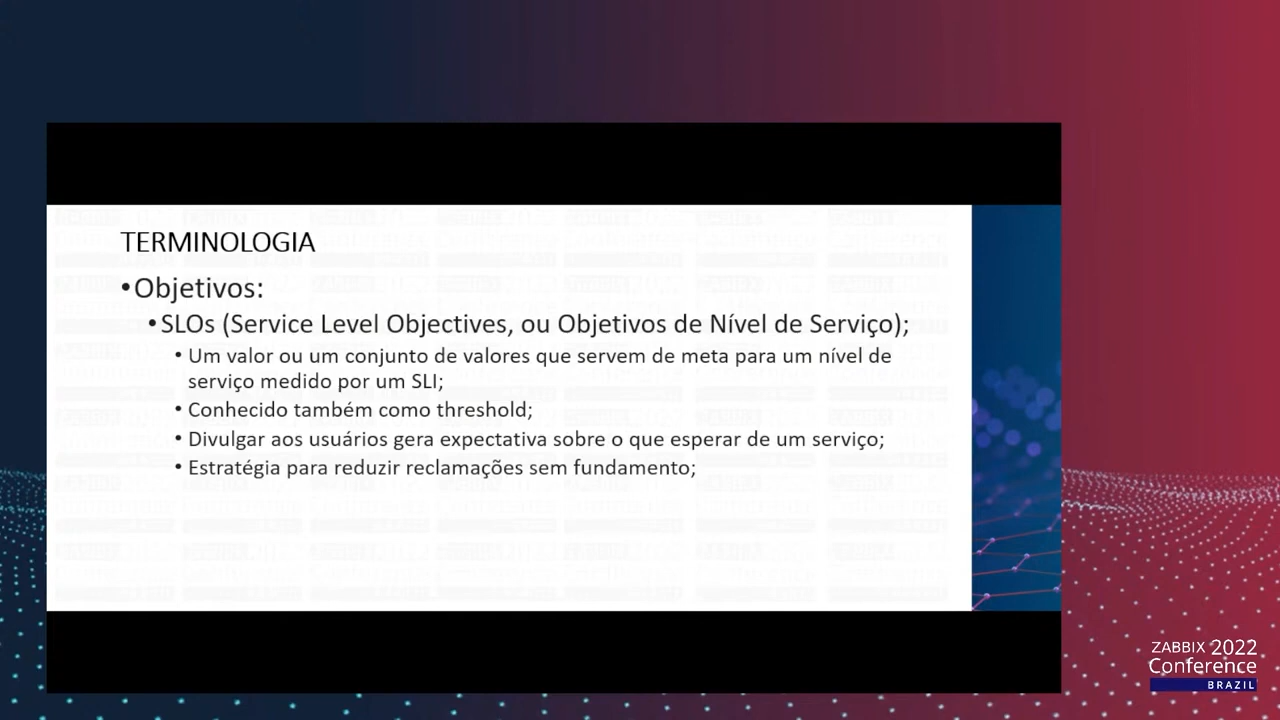 TERMINOLOGIA
•Objetivos:
•SLOs (Service Level Objectives, ou Objetivos de Nível de Serviço);
• Um valor ou um conjunto de valores que servem de meta para um nível de
serviço medido por um SLI;
• Conhecido também como threshold;
• Divulgar aos usuários gera expectativa sobre o que esperar de um serviço;
• Estratégia para reduzir reclamações sem fundamento;
ZABBIX 2022
Conference
BRAZIL